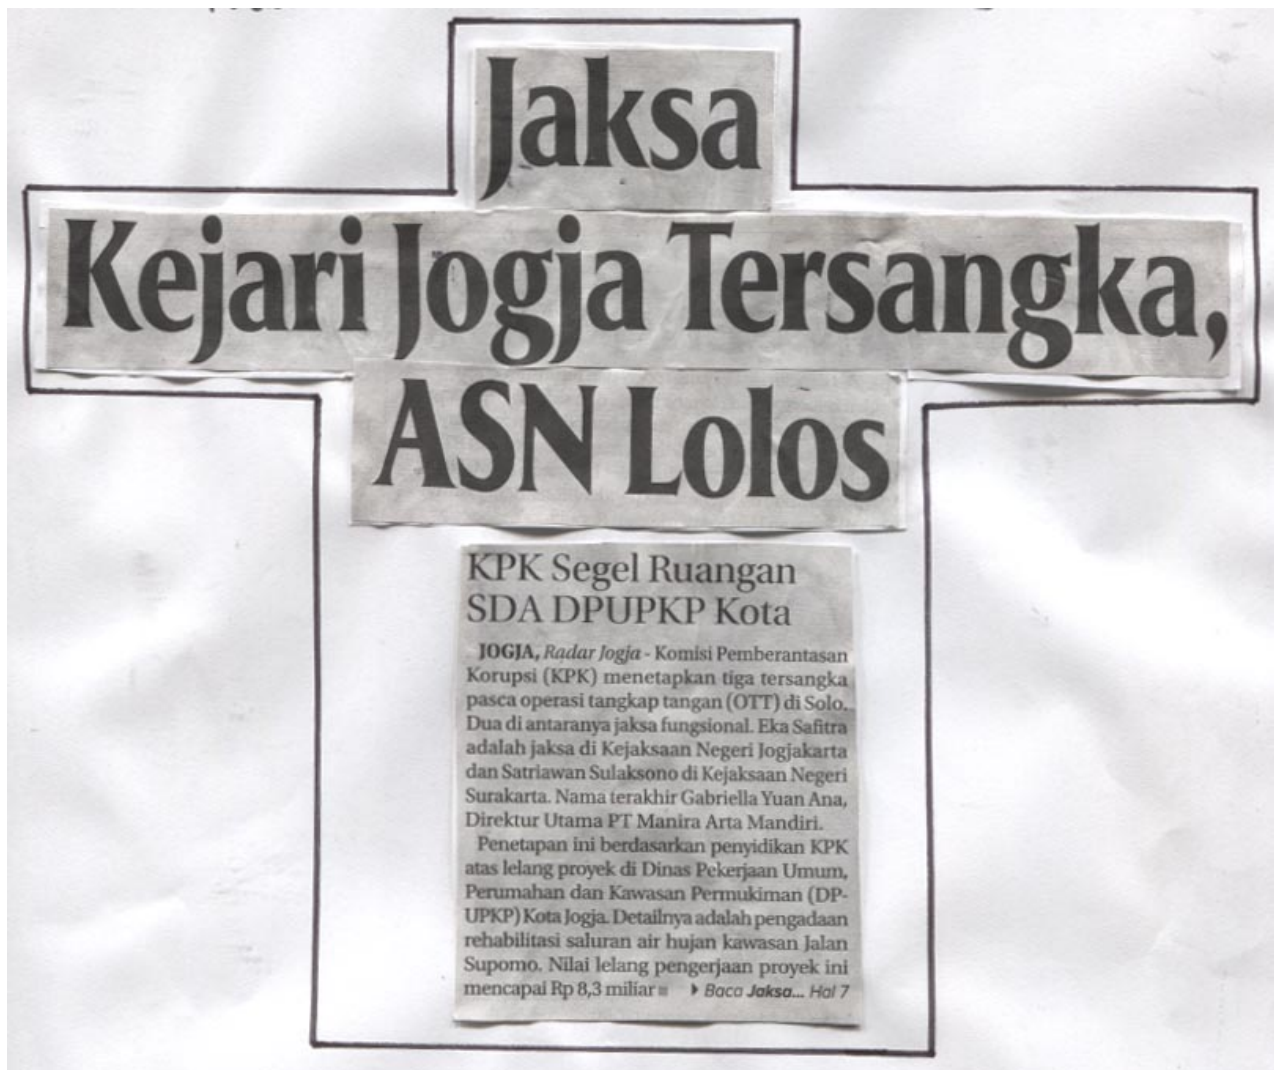 Jaksa
Kejari Jogja Tersangka,
ASN Lolos
KPK Segel Ruangan
SDA DPUPKP Kota
JOGJA, Radar Jogja - Komisi Pemberantasan
Korupsi (KPK) menetapkan tiga tersangka
pasca operasi tangkap tangan (OTT) di Solo.
Dua di antaranya jaksa fungsional. Eka Safitra
adalah jaksa di Kejaksaan Negeri Jogjakarta
dan Satriawan Sulaksono di Kejaksaan Negeri
Surakarta. Nama terakhir Gabriella Yuan Ana,
Direktur Utama PT Manira Arta Mandiri.
Penetapan ini berdasarkan penyidikan KPK
atas lelang proyek di Dinas Pekerjaan Umum,
Perumahan dan Kawasan Permukiman (DP-
UPKP) Kota Jogja. Detailnya adalah pengadaan
rehabilitasi saluran air hujan kawasan Jalan
Supomo. Nilai lelang pengerjaan proyek ini
mencapai Rp 8,3 miliar ▪ ▸ Baca Jaksa... Hal 7